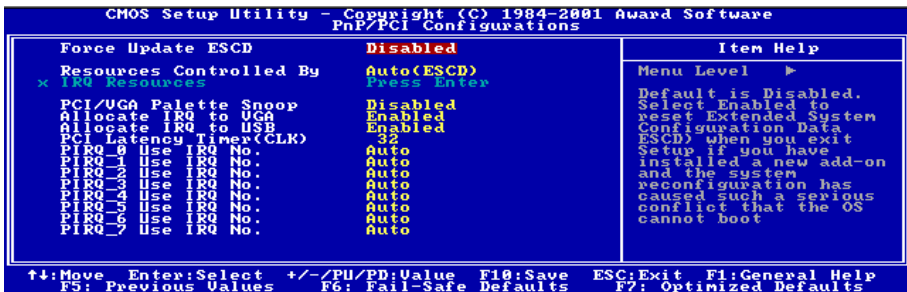 CMOS Setup Utility - Copyright (C) 1984-2001 Award Software
PnP/PCI Configurations
Force Update ESCD Disabled
Resources Controlled By Auto(ESCD)
x IRQ Resources Press Enter
PCI/VGA Palette Snoop Disabled
Allocate IRQ to VGA Enabled
Allocate IRQ to USB Enabled
PCI Latency Timer(CLK) 32
PIRQ_0 Use IRQ No. Auto
PIRQ_1 Use IRQ No. Auto
PIRQ_2 Use IRQ No. Auto
PIRQ_3 Use IRQ No. Auto
PIRQ_4 Use IRQ No. Auto
PIRQ_5 Use IRQ No. Auto
PIRQ_6 Use IRQ No. Auto
PIRQ_7 Use IRQ No. Auto
Item Help
Menu Level ►
Default is Disabled.
Select Enabled to
reset Extended System
Configuration Data
ESCD) when you exit
Setup if you have
installed a new add-on
and the system
reconfiguration has
caused such a serious
conflict that the OS
cannot boot
↑↓:Move Enter:Select +/-/PU/PD:Value F10:Save ESC:Exit F1:General Help
F5: Previous Values F6: Fail-Safe Defaults F7: Optimized Defaults